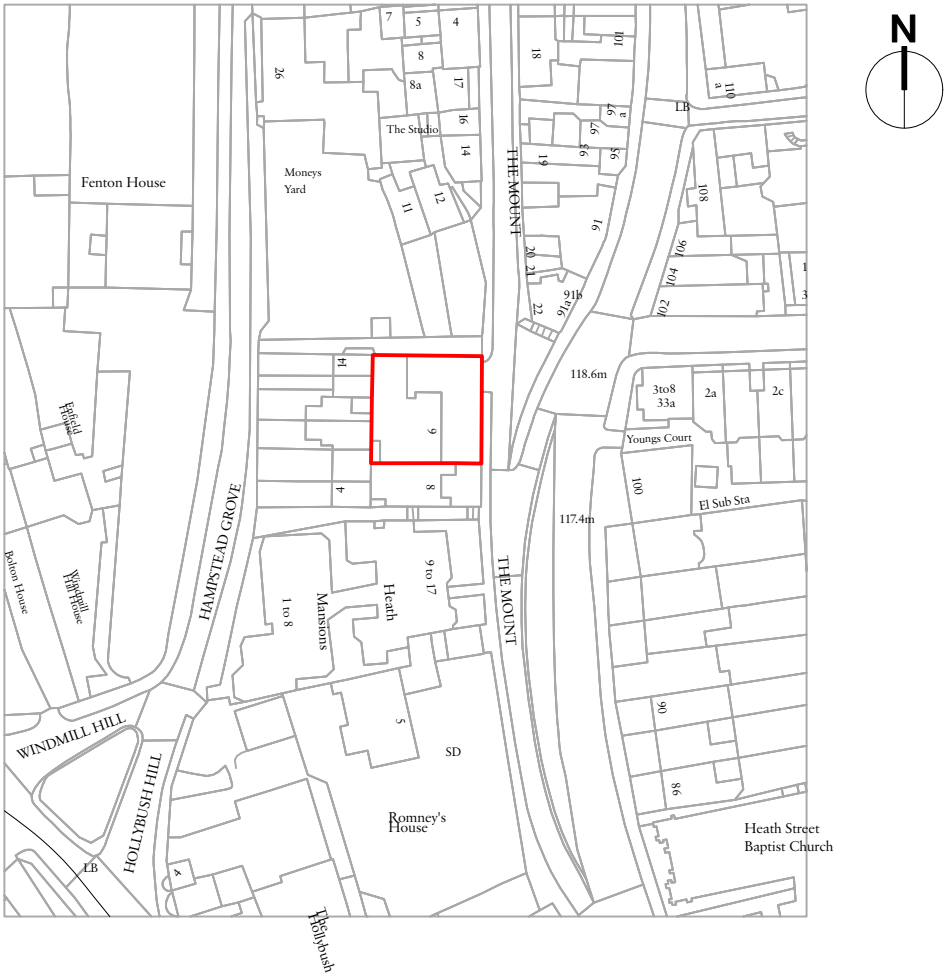 N
7
5
4
18
101
8
26
8a
17
a
110
LB
97
a
16
The Studio
97
14
93
95
19
THE MOUNT
Moneys
Yard
Fenton House
12
11
108
91
106
20
21
1
104
91b
3
22
91a
102
14
118.6m
3to8
33a
2a
2c
Enfield
House
9
Youngs Court
4
8
100
El Sub Sta
117.4m
HAMPSTEAD GROVE
Bolton House
Windmill
Hill House
1 to 8
Mansions
Heath
9 to 17
THE MOUNT
90
5
WINDMILL HILL
SD
86
HOLLYBUSH HILL
Romney's
House
Heath Street
Baptist Church
LB
4
The
Hollybush